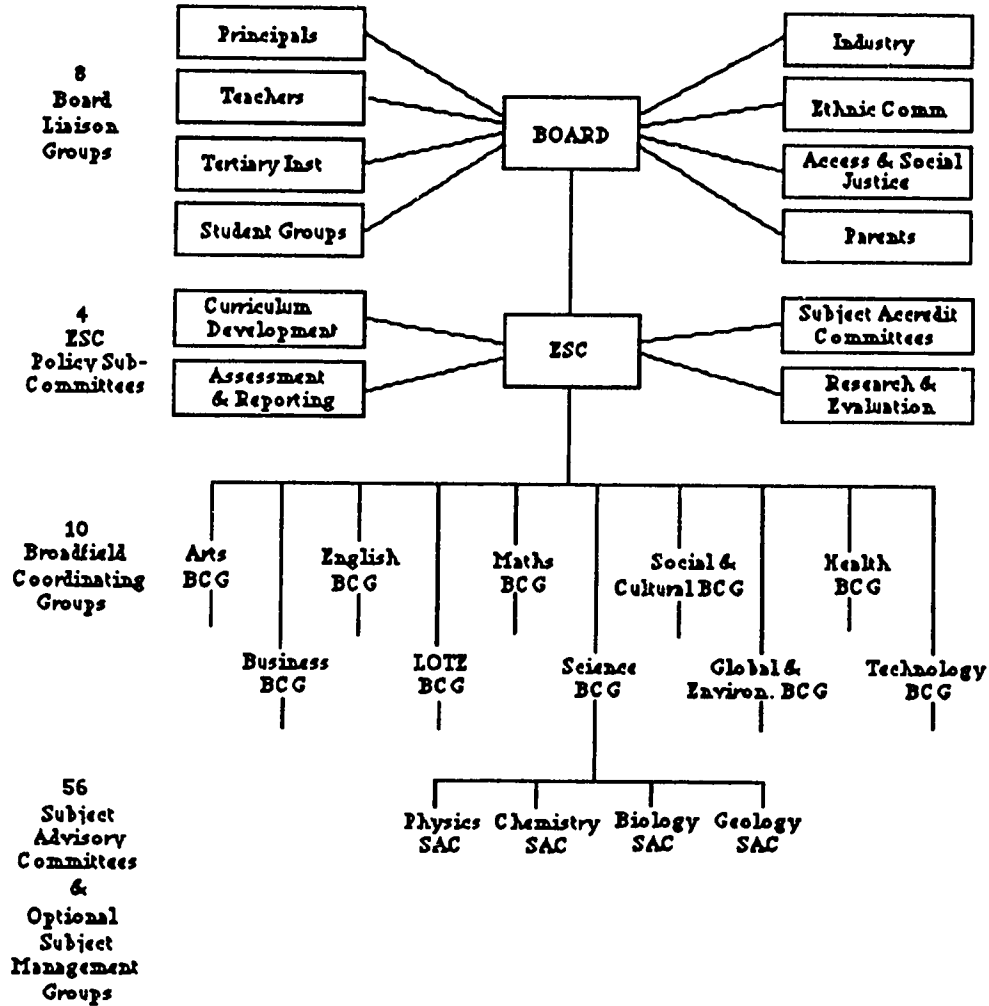 8
Board
Liaison
Groups
Principals
Teachers
Tertiary Inst
Student Groups
BOARD
Industry
Ethnic Comm
Access & Social
Justice
Parents
4
ESC
Policy Sub-
Committees
Curriculum
Development
Assessment
& Reporting
ESC
Subject Accredit
Committees
Research &
Evaluation
10
Broadfield
Coordinating
Groups
Arts
BCG
English
BCG
Maths
BCG
Social &
Cultural BCG
Health
BCG
Business
BCG
LOTE
BCG
Science
BCG
Global &
Environ. BCG
Technology
BCG
56
Subject
Advisory
Committees
&
Optional
Subject
Management
Groups
Physics
SAC
Chemistry
SAC
Biology
SAC
Geology
SAC